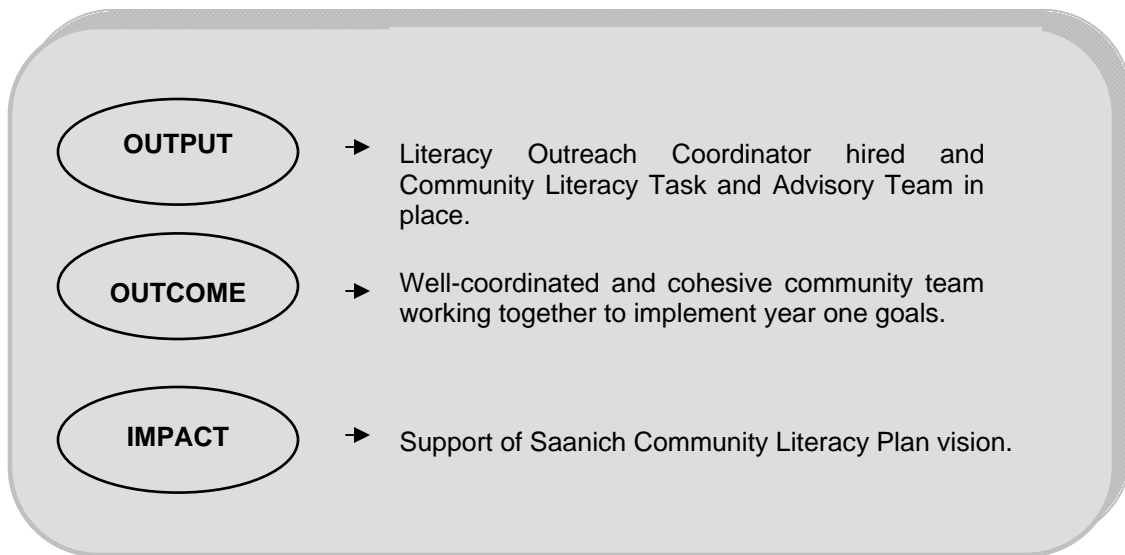 OUTPUT
Literacy Outreach Coordinator hired and
Community Literacy Task and Advisory Team in
place.
OUTCOME
Well-coordinated and cohesive community team
working together to implement year one goals.
IMPACT
Support of Saanich Community Literacy Plan vision.